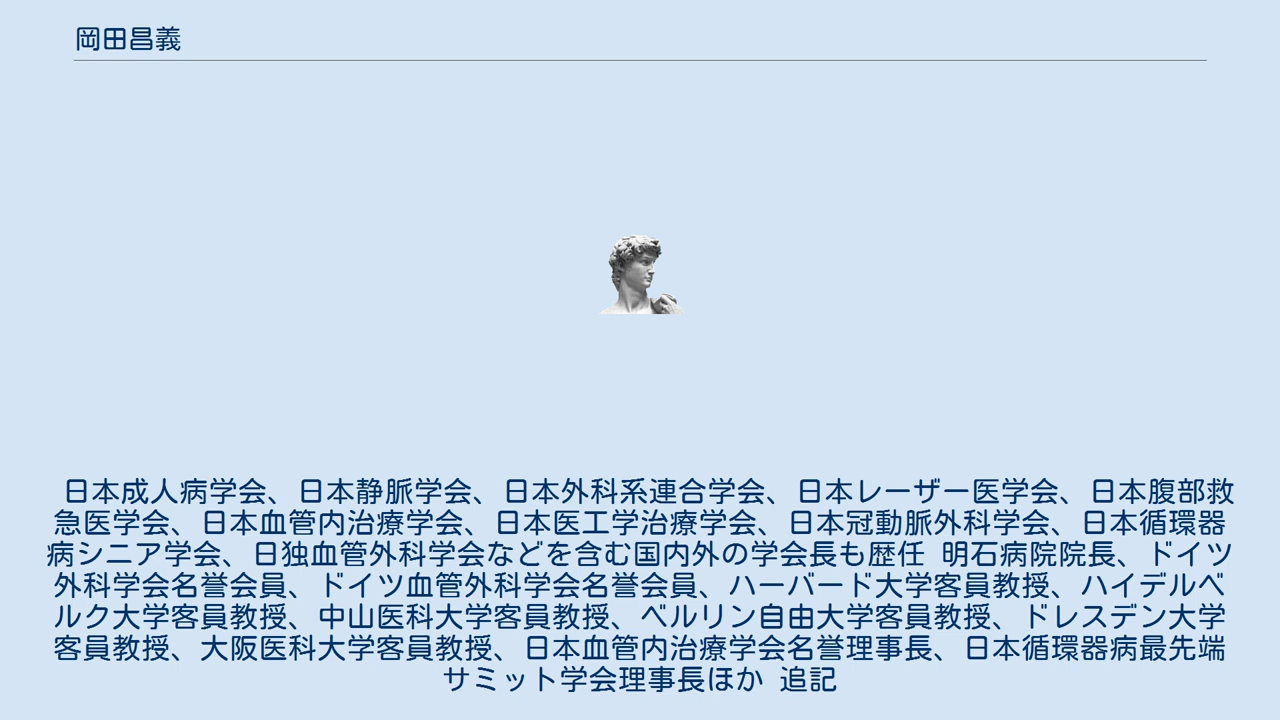 岡田昌義
日本成人病学会、日本静脈学会、日本外科系連合学会、日本レーザー医学会、日本腹部救
急医学会、日本血管内治療学会、日本医工学治療学会、日本冠動脈外科学会、日本循環器
病シニア学会、日独血管外科学会などを含む国内外の学会長も歴任 明石病院院長、ドイツ
外科学会名誉会員、ドイツ血管外科学会名誉会員、ハーバード大学客員教授、ハイデルベ
ルク大学客員教授、中山医科大学客員教授、ベルリン自由大学客員教授、ドレスデン大学
客員教授、大阪医科大学客員教授、日本血管内治療学会名誉理事長、日本循環器病最先端
サミット学会理事長ほか 追記